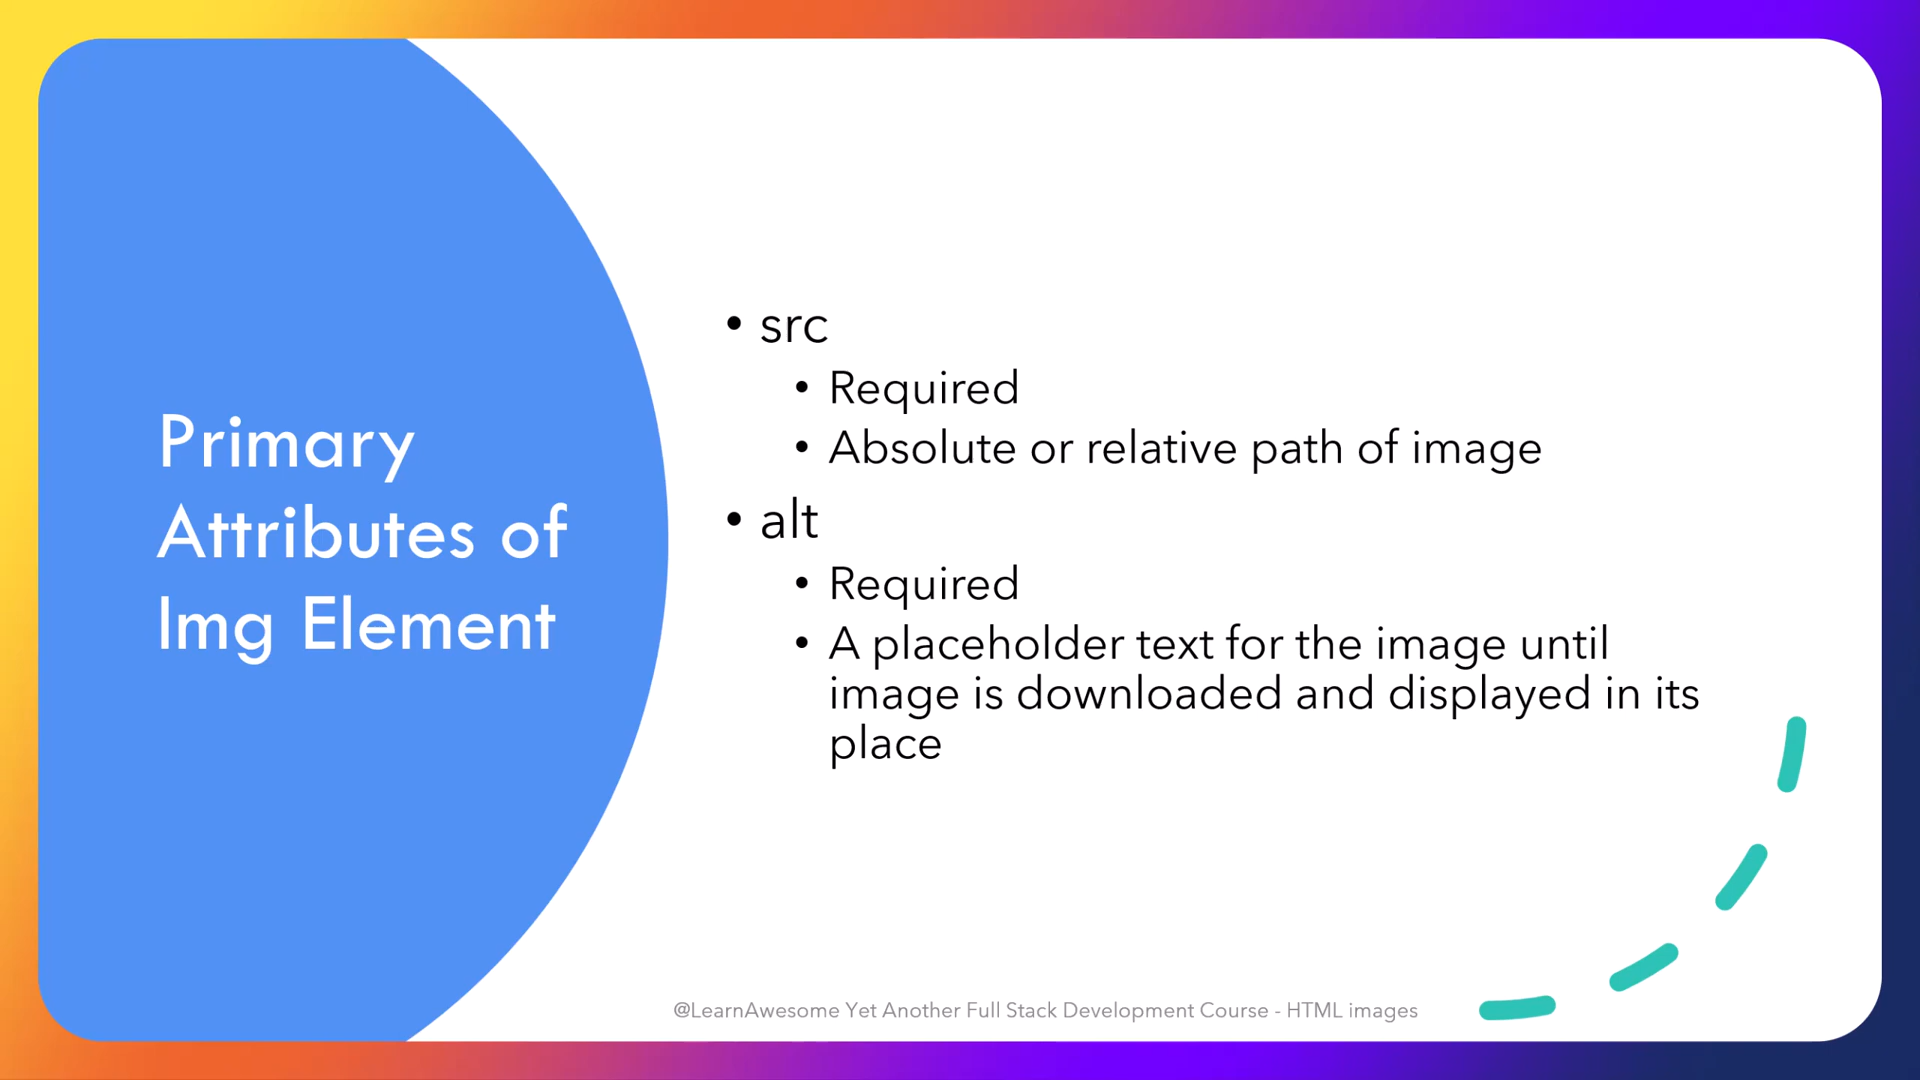 Primary
Attributes of
Img Element
• src
• Required
• Absolute or relative path of image
• alt
• Required
• A placeholder text for the image until
image is downloaded and displayed in its
place
@LearnAwesome Yet Another Full Stack Development Course - HTML images